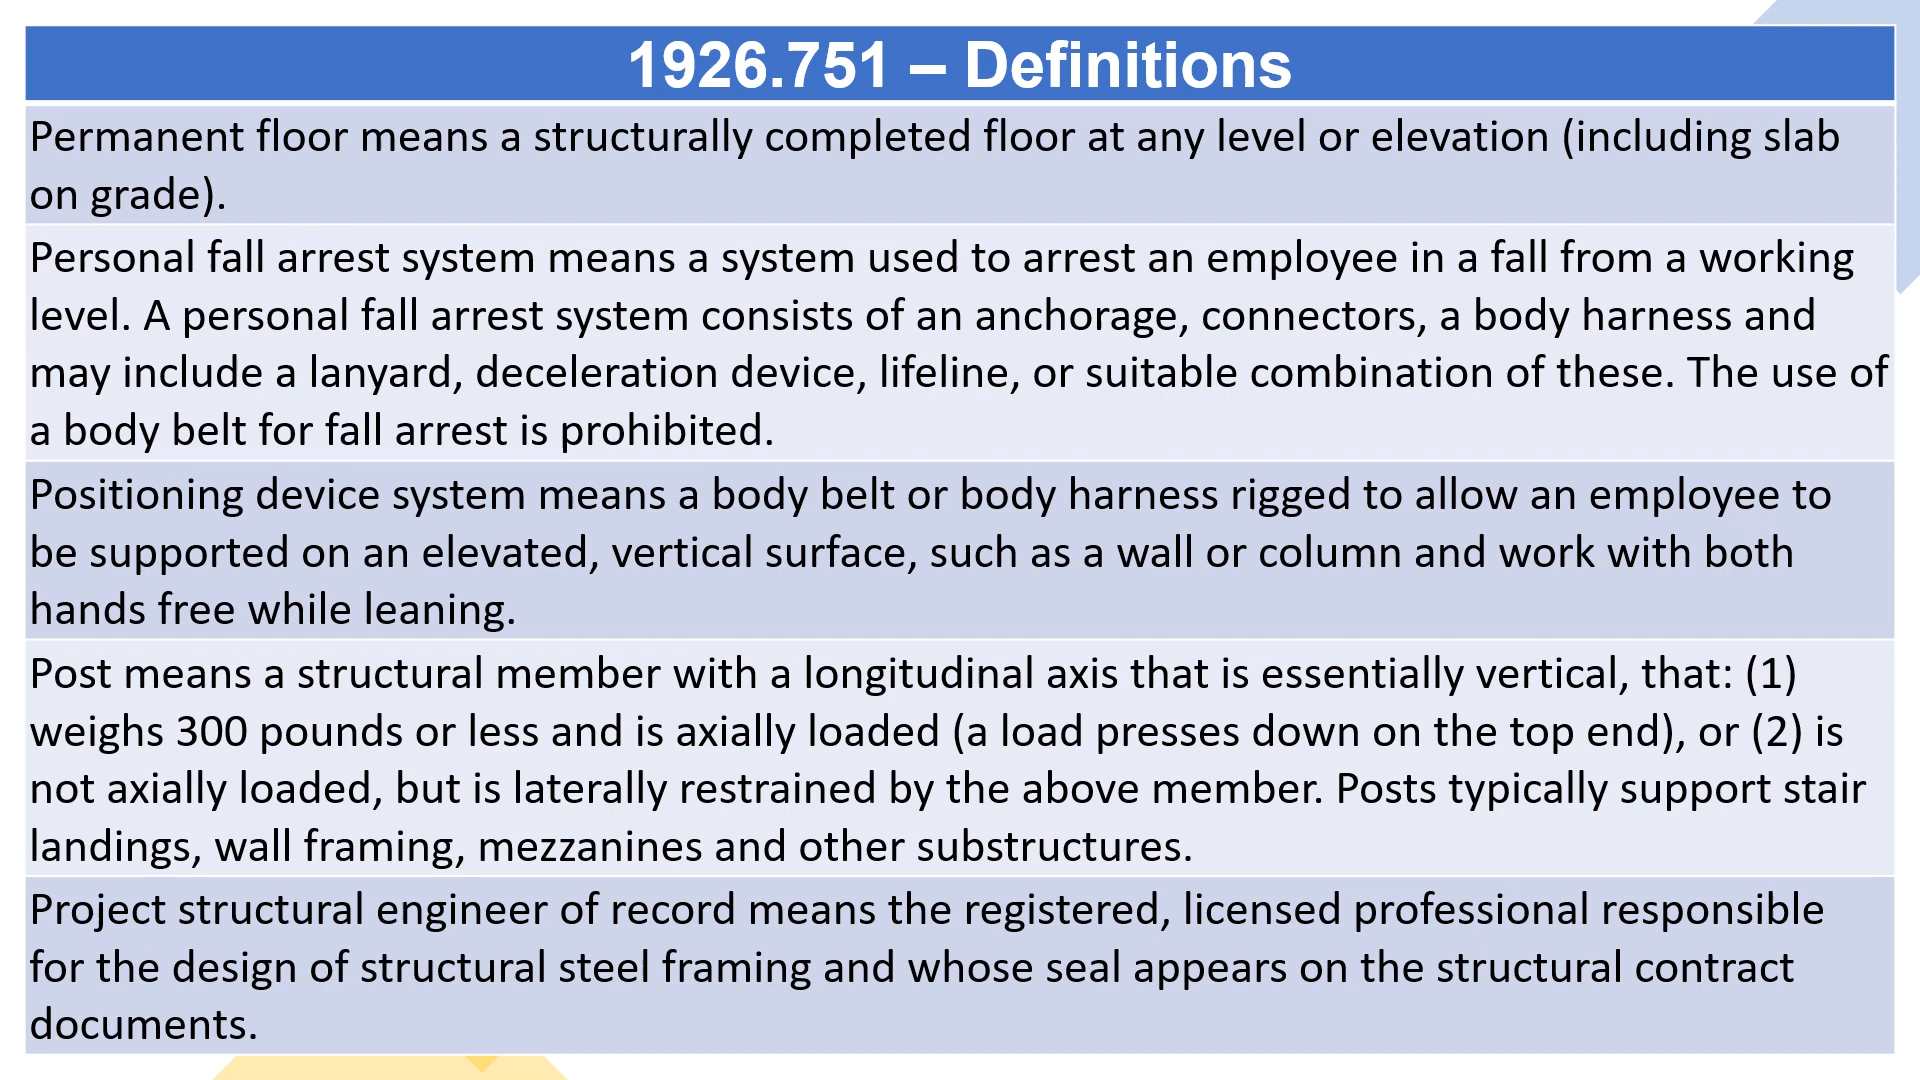 1926.751 – Definitions
Permanent floor means a structurally completed floor at any level or elevation (including slab
on grade).
Personal fall arrest system means a system used to arrest an employee in a fall from a working
level. A personal fall arrest system consists of an anchorage, connectors, a body harness and
may include a lanyard, deceleration device, lifeline, or suitable combination of these. The use of
a body belt for fall arrest is prohibited.
Positioning device system means a body belt or body harness rigged to allow an employee to
be supported on an elevated, vertical surface, such as a wall or column and work with both
hands free while leaning.
Post means a structural member with a longitudinal axis that is essentially vertical, that: (1)
weighs 300 pounds or less and is axially loaded (a load presses down on the top end), or (2) is
not axially loaded, but is laterally restrained by the above member. Posts typically support stair
landings, wall framing, mezzanines and other substructures.
Project structural engineer of record means the registered, licensed professional responsible
for the design of structural steel framing and whose seal appears on the structural contract
documents.